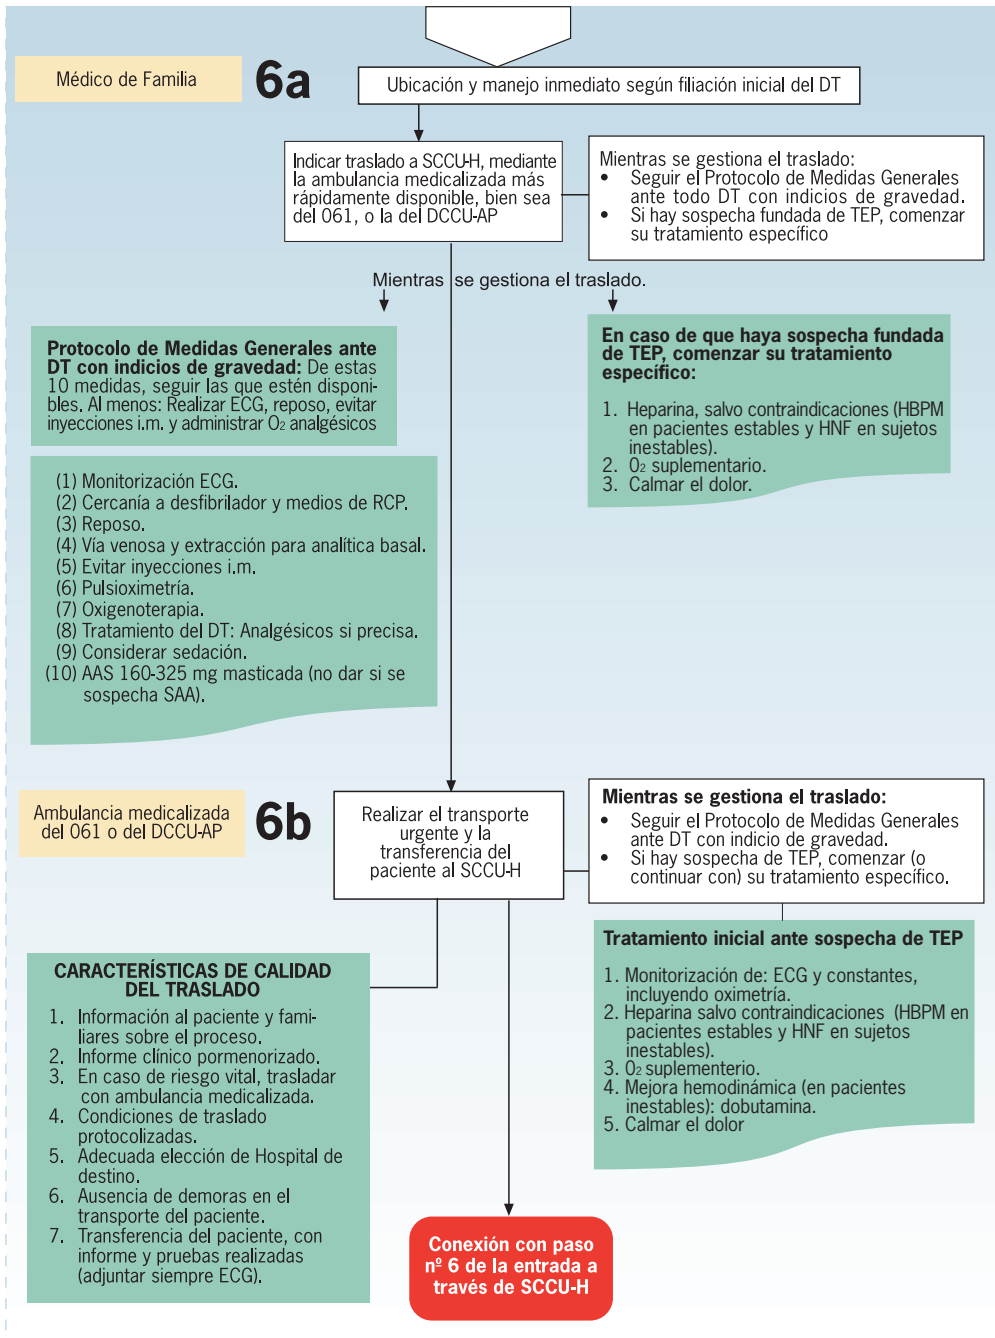 Médico de Familia
6a
Ubicación y manejo inmediato según filiación inicial del DT
Indicar traslado a SCCU-H, mediante
la ambulancia medicalizada más
rápidamente disponible, bien sea
del 061, o la del DCCU-AP
Mientras se gestiona el traslado:
• Seguir el Protocolo de Medidas Generales
ante todo DT con indicios de gravedad.
• Si hay sospecha fundada de TEP, comenzar
su tratamiento específico
Mientras se gestiona el traslado.
Protocolo de Medidas Generales ante
DT con indicios de gravedad: De estas
10 medidas, seguir las que estén disponi-
bles. Al menos: Realizar ECG, reposo, evitar
inyecciones i.m. y administrar O2 analgésicos
(1) Monitorización ECG.
(2) Cercanía a desfibrilador y medios de RCP.
(3) Reposo.
(4) Vía venosa y extracción para analítica basal.
(5) Evitar inyecciones i.m.
(6) Pulsioximetría.
(7) Oxigenoterapia.
(8) Tratamiento del DT: Analgésicos si precisa.
(9) Considerar sedación.
(10) AAS 160-325 mg masticada (no dar si se
sospecha SAA).
En caso de que haya sospecha fundada
de TEP, comenzar su tratamiento
específico:
1. Heparina, salvo contraindicaciones (HBPM
en pacientes estables y HNF en sujetos
inestables).
2. O2 suplementario.
3. Calmar el dolor.
Ambulancia medicalizada
del 061 o del DCCU-AP
6b
Realizar el transporte
urgente y la
transferencia del
paciente al SCCU-H
Mientras se gestiona el traslado:
• Seguir el Protocolo de Medidas Generales
ante DT con indicio de gravedad.
• Si hay sospecha de TEP, comenzar (o
continuar con) su tratamiento específico.
CARACTERÍSTICAS DE CALIDAD
DEL TRASLADO
1. Información al paciente y fami-
liares sobre el proceso.
2. Informe clínico pormenorizado.
3. En caso de riesgo vital, trasladar
con ambulancia medicalizada.
4. Condiciones de traslado
protocolizadas.
5. Adecuada elección de Hospital de
destino.
6. Ausencia de demoras en el
transporte del paciente.
7. Transferencia del paciente, con
informe y pruebas realizadas
(adjuntar siempre ECG).
Tratamiento inicial ante sospecha de TEP
1. Monitorización de: ECG y constantes,
incluyendo oximetría.
2. Heparina salvo contraindicaciones (HBPM en
pacientes estables y HNF en sujetos
inestables).
3. O2 suplementerio.
4. Mejora hemodinámica (en pacientes
inestables): dobutamina.
5. Calmar el dolor
Conexión con paso
nº 6 de la entrada a
través de SCCU-H